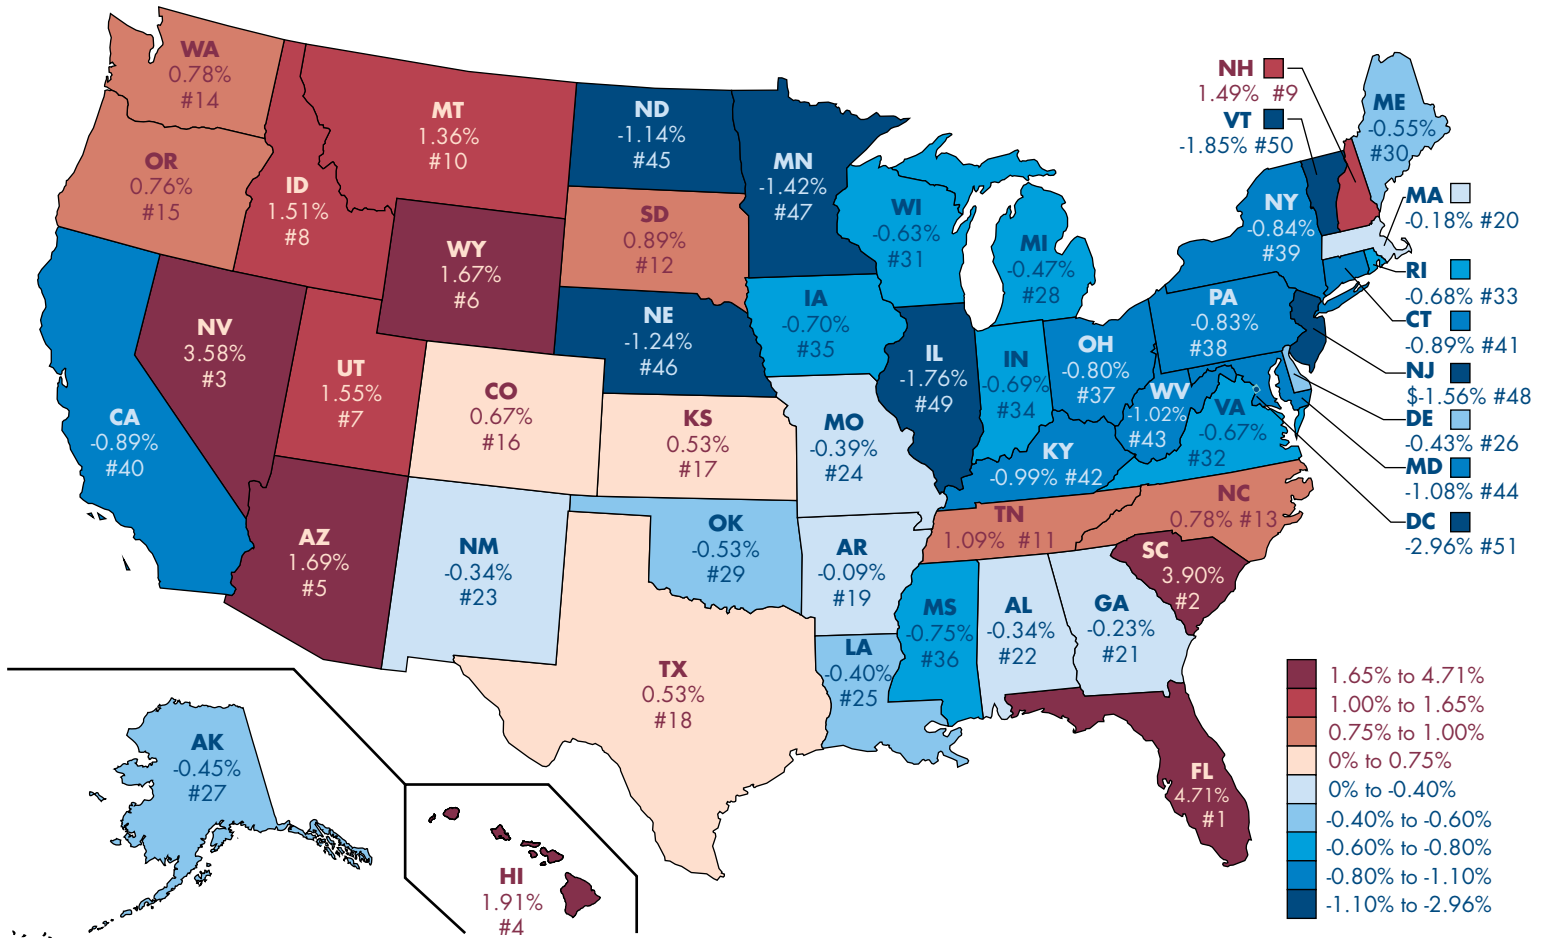 WA
0.78%
#14
OR
0.76%
#15
CA
-0.89%
#40
ID
1.51%
#8
NV
3.58%
#3
MT
1.36%
#10
WY
1.67%
#6
UT
1.55%
#7
AZ
1.69%
#5
CO
0.67%
#16
NM
-0.34%
#23
ND
-1.14%
#45
SD
0.89%
#12
NE
-1.24%
#46
KS
0.53%
#17
OK
-0.53%
#29
TX
0.53%
#18
MN
-1.42%
#47
IA
-0.70%
#35
MO
-0.39%
#24
AR
-0.09%
#19
LA
-0.40%
#25
WI
-0.63%
#31
IL
-1.76%
#49
MI
-0.47%
#28
IN
-0.69%
#34
OH
-0.80%
#37
KY
-0.99% #42
TN
1.09% #11
MS
-0.75%
#36
AL
-0.34%
#22
GA
-0.23%
#21
FL
4.71%
#1
SC
3.90%
#2
NC
0.78% #13
VA
-0.67%
#32
WV
-1.02%
#43
PA
-0.83%
#38
NY
-0.84%
#39
ME
-0.55%
#30
NH
1.49% #9
VT
-1.85% #50
MA
-0.18% #20
RI
-0.68% #33
CT
-0.89% #41
NJ
$-1.56% #48
DE
-0.43% #26
MD
-1.08% #44
DC
-2.96% #51
AK
-0.45%
#27
HI
1.91%
#4
1.65% to 4.71%
1.00% to 1.65%
0.75% to 1.00%
0% to 0.75%
0% to -0.40%
-0.40% to -0.60%
-0.60% to -0.80%
-0.80% to -1.10%
-1.10% to -2.96%